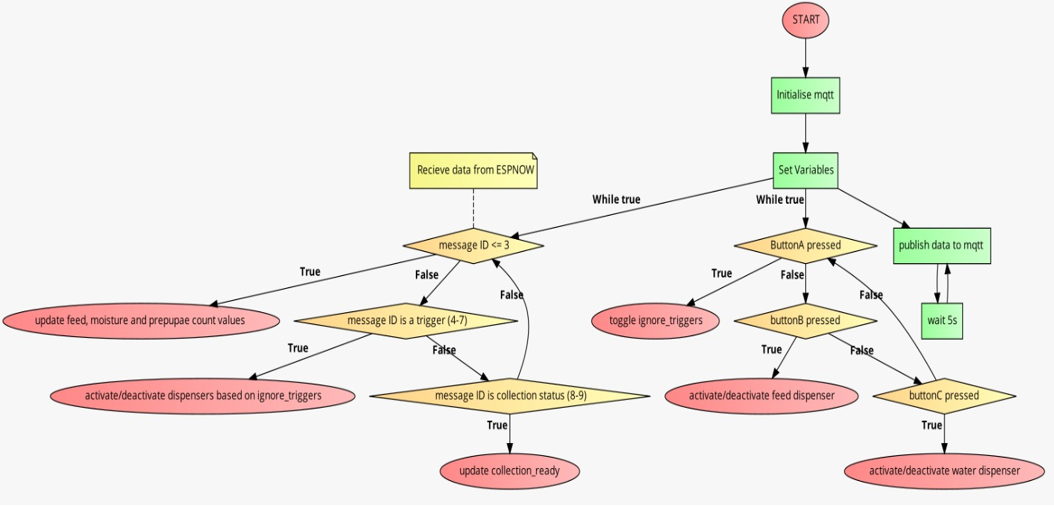 START
Initialise mqtt
Recieve data from ESPNOW
Set Variables
While true
While true
message ID <= 3
ButtonA pressed
publish data to mqtt
True
False
True
False
False
False
update feed, moisture and prepupae count values
message ID is a trigger (4-7)
toggle ignore_triggers
buttonB pressed
wait 5s
True
False
True
False
activate/deactivate dispensers based on ignore_triggers
message ID is collection status (8-9)
activate/deactivate feed dispenser
buttonC pressed
True
True
update collection_ready
activate/deactivate water dispenser